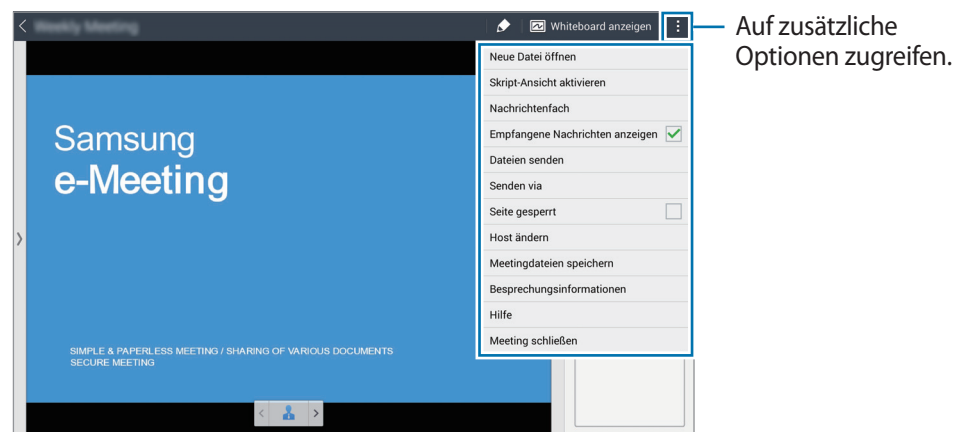 Whiteboard anzeigen
Auf zusätzliche
Optionen zugreifen.
Neue Datei öffnen
Skript-Ansicht aktivieren
Nachrichtenfach
Empfangene Nachrichten anzeigen
Dateien senden
Senden via
Seite gesperrt
Host ändern
Meetingdateien speichern
Besprechungsinformationen
Hilfe
Meeting schließen
Samsung
e-Meeting
SIMPLE & PAPERLESS MEETING / SHARING OF VARIOUS DOCUMENTS
SECURE MEETING